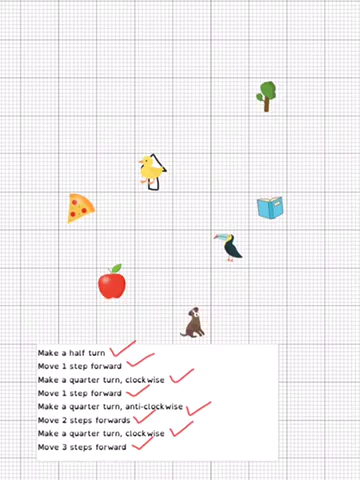 Make a half turn
Move 1 step forward
Make a quarter turn, clockwise
Move 1 step forward
Make a quarter turn, anti-clockwise
Move 2 steps forwards
Make a quarter turn, clockwise
Move 3 steps forward